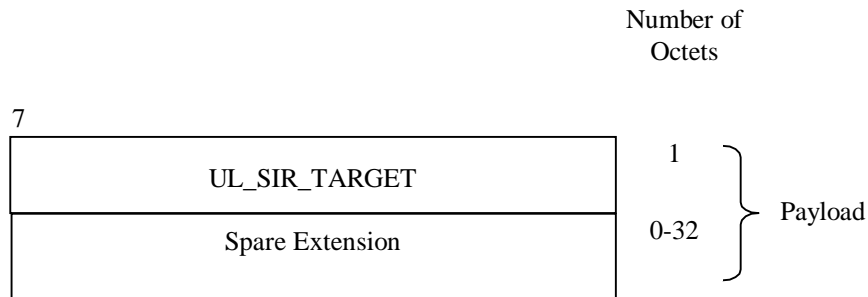 Number of
Octets
7
1
UL_SIR_TARGET
Payload
0-32
Spare Extension